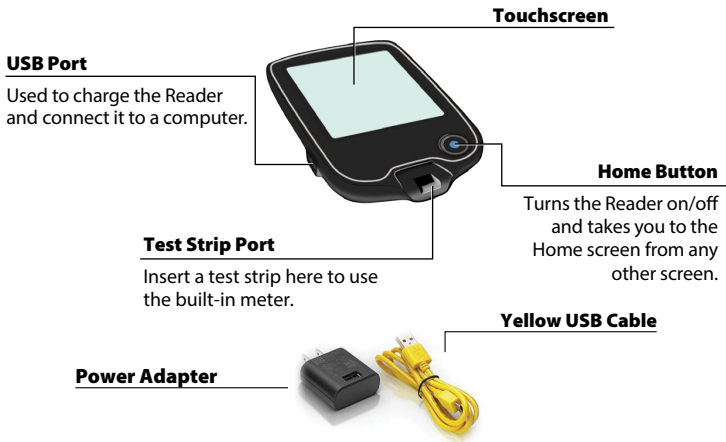 Touchscreen
USB Port
Used to charge the Reader
and connect it to a computer.
Home Button
Turns the Reader on/off
and takes you to the
Home screen from any
other screen.
Test Strip Port
Insert a test strip here to use
the built-in meter.
Yellow USB Cable
Power Adapter